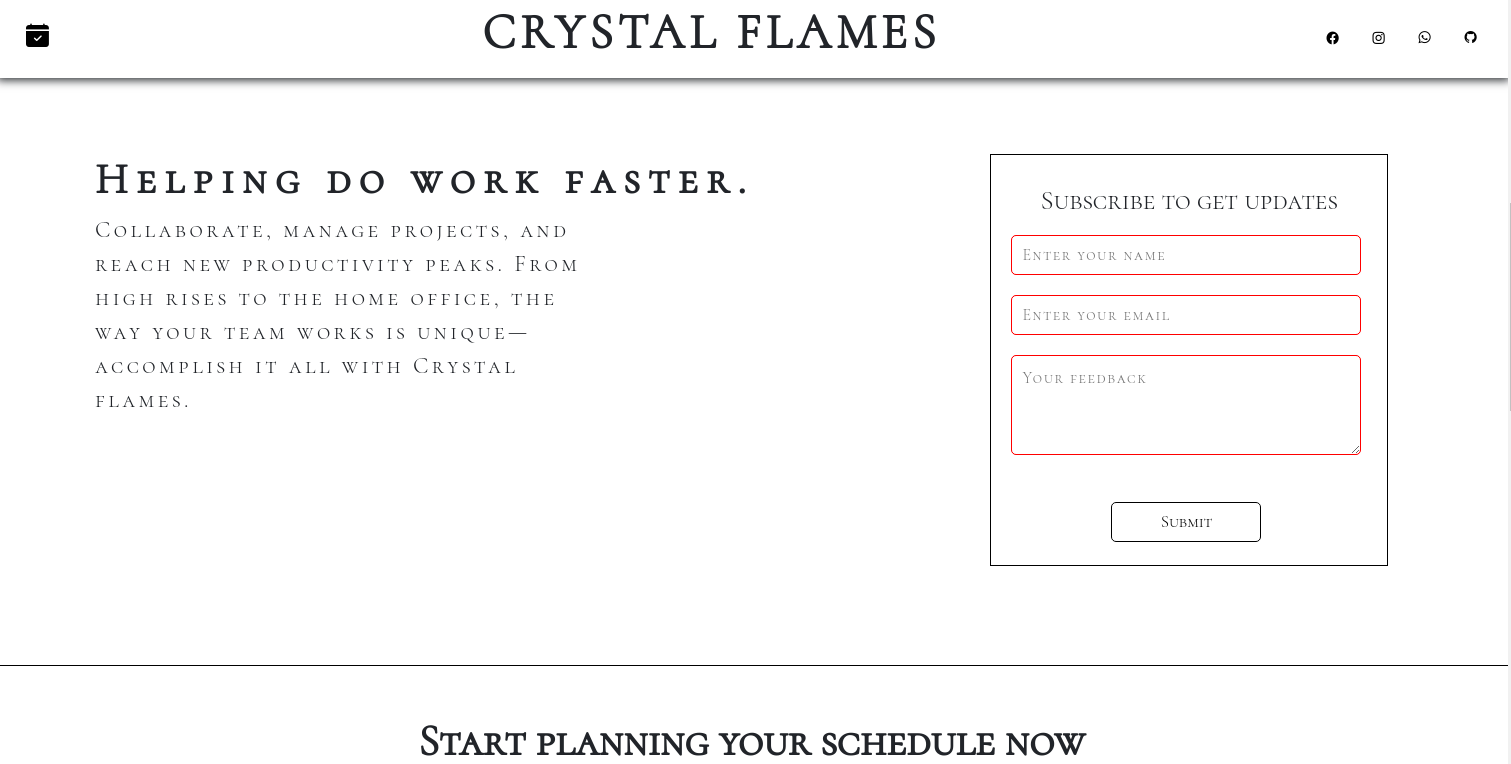 CRYSTAL FLAMES
Helping do work faster.
Collaborate, manage projects, and
reach new productivity peaks. From
high rises to the home office, the
way your team works is unique—
accomplish it all with Crystal
flames.
Subscribe to get updates
Enter your name
Enter your email
Your feedback
Submit
Start planning your schedule now